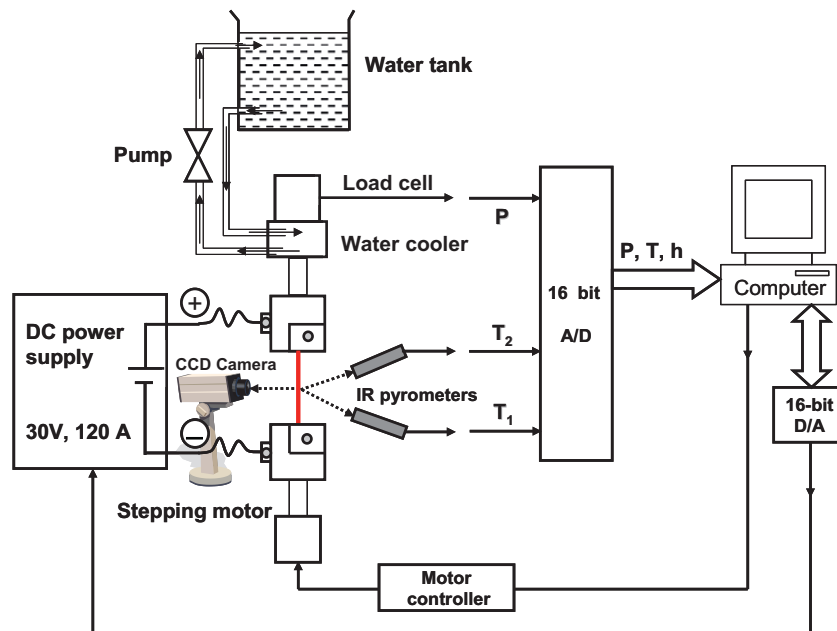 Water tank
Pump
Load cell
P
Water cooler
P, T, h
Computer
+
16 bit
A/D
DC power
supply
T2
CCD Camera
IR pyrometers
T1
16-bit
D/A
30V, 120 A
−
Stepping motor
Motor
controller